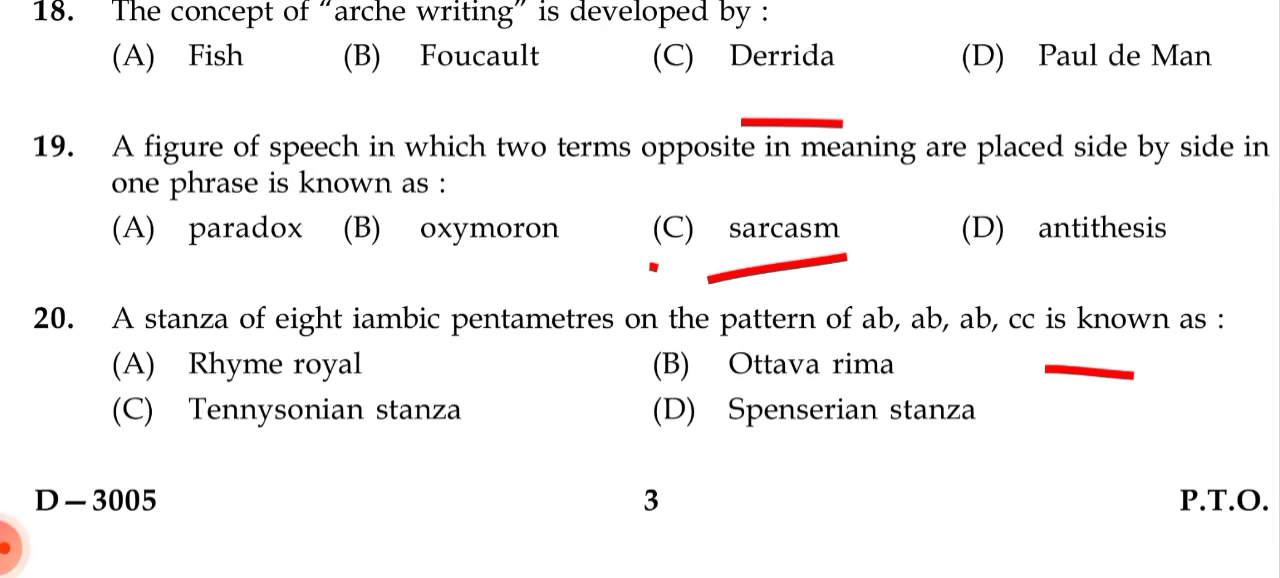 18. The concept of “arche writing” is developed by :
(A) Fish (B) Foucault (C) Derrida (D) Paul de Man
19. A figure of speech in which two terms opposite in meaning are placed side by side in
one phrase is known as :
(A) paradox (B) oxymoron (C) sarcasm (D) antithesis
20. A stanza of eight iambic pentametres on the pattern of ab, ab, ab, cc is known as :
(A) Rhyme royal (B) Ottava rima
(C) Tennysonian stanza (D) Spenserian stanza
D – 3005 3 P.T.O.